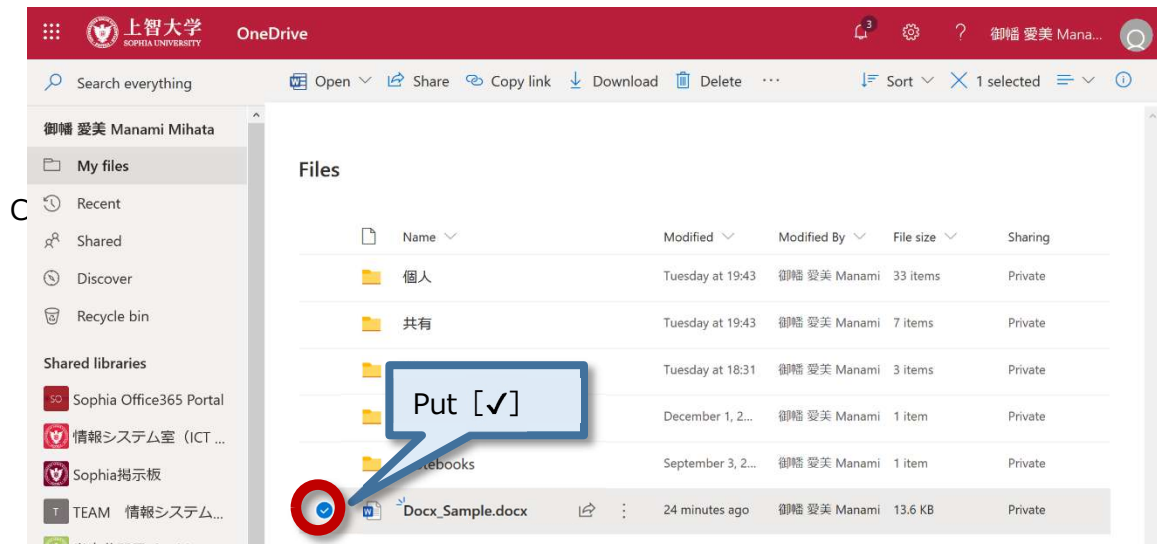 上智大学
SOPHIA UNIVERSITY
OneDrive
3
?
御幡 愛美 Mana...
Search everything
Open
Share
Copy link
Download
Delete
...
Sort
1 selected
御幡 愛美 Manami Mihata
My files
Recent
Shared
Discover
Recycle bin
Shared libraries
SO Sophia Office365 Portal
情報システム室（ICT ...
Sophia掲示板
T TEAM 情報システム...
C
Files
Name Modified Modified By File size Sharing
個人 Tuesday at 19:43 御幡 愛美 Manami 33 items Private
共有 Tuesday at 19:43 御幡 愛美 Manami 7 items Private
Tuesday at 18:31 御幡 愛美 Manami 3 items Private
December 1, 2... 御幡 愛美 Manami 1 item Private
tebooks September 3, 2... 御幡 愛美 Manami 1 item Private
Docx_Sample.docx 24 minutes ago 御幡 愛美 Manami 13.6 KB Private
Put［✔］